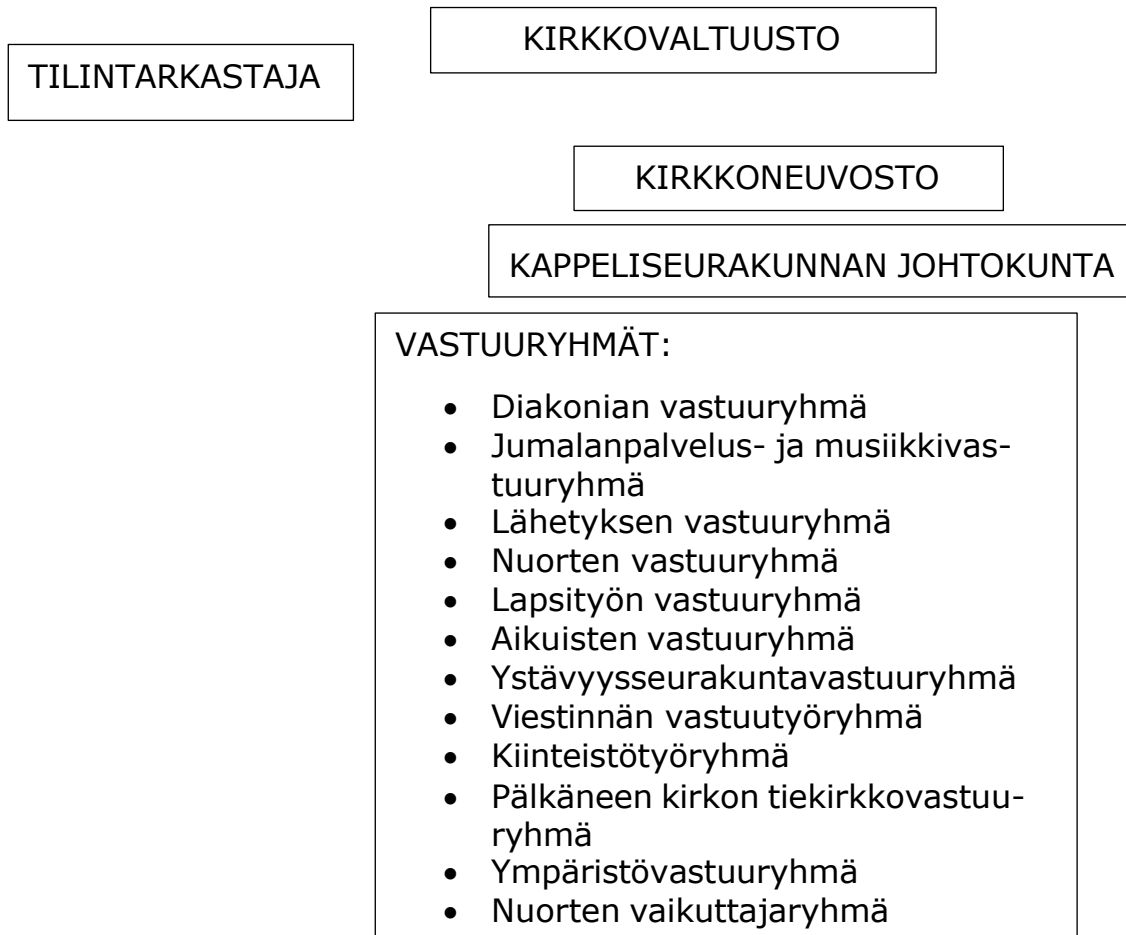 KIRKKOVALTUUSTO
TILINTARKASTAJA
KIRKKONEUVOSTO
KAPPELISEURAKUNNAN JOHTOKUNTA
VASTUURYHMÄT:
• Diakonian vastuuryhmä
• Jumalanpalvelus- ja musiikkivas-
tuuryhmä
• Lähetyksen vastuuryhmä
• Nuorten vastuuryhmä
• Lapsityön vastuuryhmä
• Aikuisten vastuuryhmä
• Ystävyysseurakuntavastuuryhmä
• Viestinnän vastuutyöryhmä
• Kiinteistötyöryhmä
• Pälkäneen kirkon tiekirkkovastuu-
ryhmä
• Ympäristövastuuryhmä
• Nuorten vaikuttajaryhmä